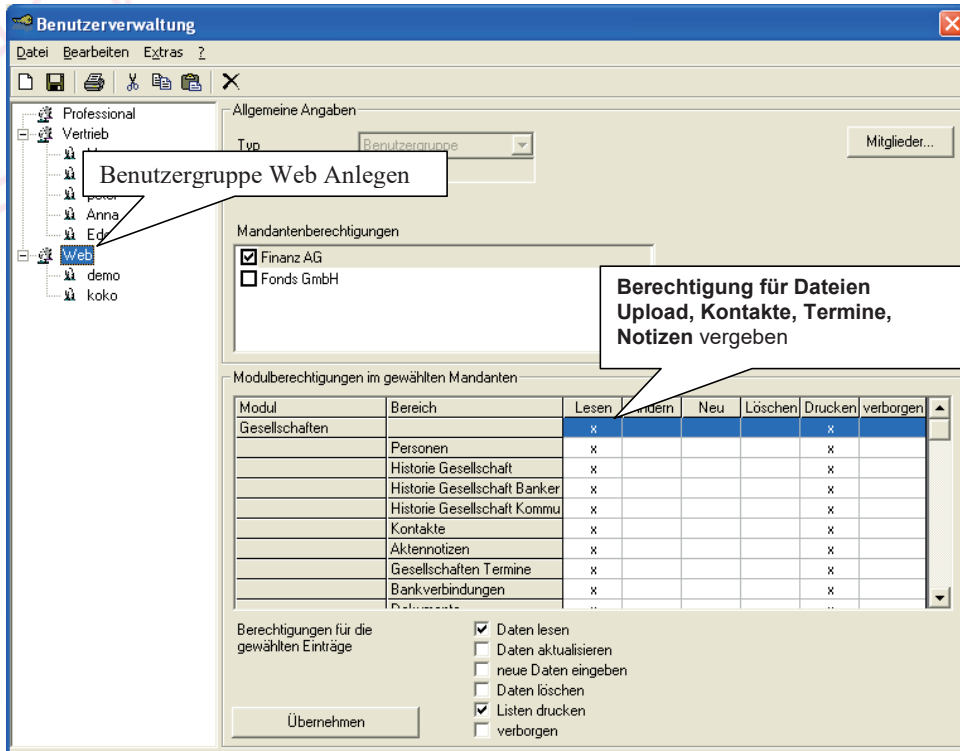 Benutzerverwaltung
Datei Bearbeiten Extras ?
Professional
Vertrieb
Anna
Web
demo
koko
Benutzergruppe Web Anlegen
Allgemeine Angaben
Typ Benutzergruppe
Mitglieder...
Mandantenberechtigungen
Finanz AG
Fonds GmbH
Berechtigung für Dateien
Upload, Kontakte, Termine,
Notizen vergeben
Modulberechtigungen im gewählten Mandanten
Modul Bereich Lesen Ändern Neu Löschen Drucken verborgen
Gesellschaften x x
Personen x x
Historie Gesellschaft x x
Historie Gesellschaft Banker x x
Historie Gesellschaft Kommu x x
Kontakte x x
Aktennotizen x x
Gesellschaften Termine x x
Bankverbindungen x x
Berechtigungen für die
gewählten Einträge
Daten lesen
Daten aktualisieren
neue Daten eingeben
Daten löschen
Listen drucken
verborgen
Übernehmen